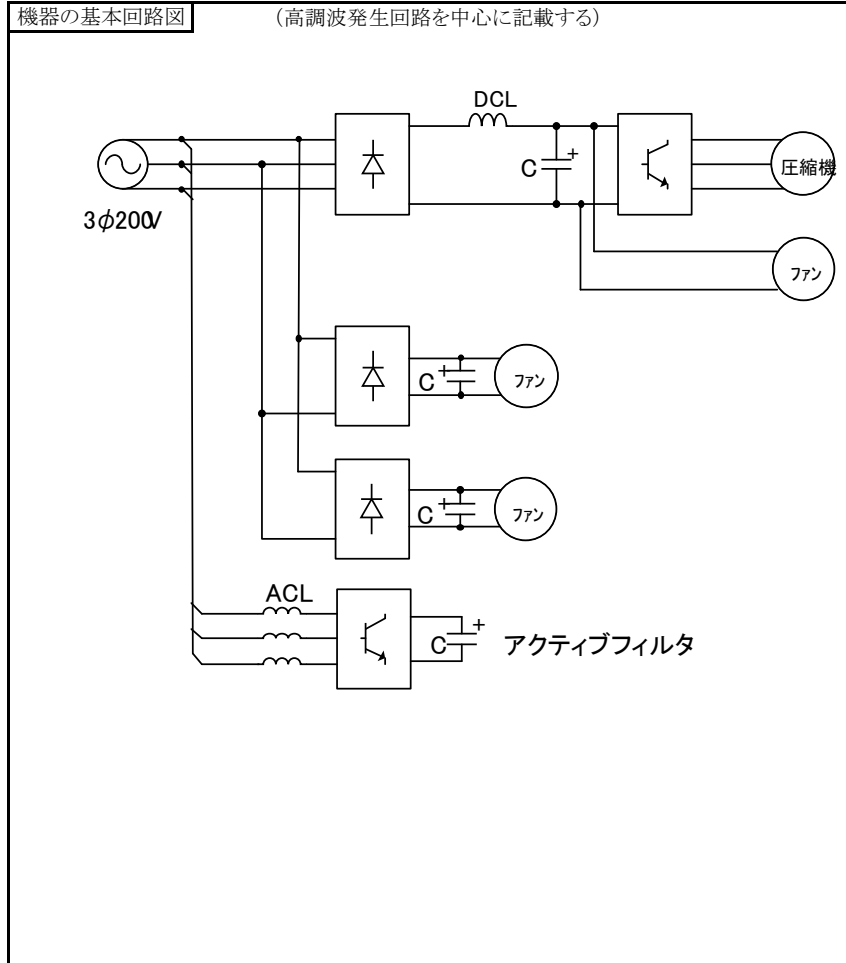 機器の基本回路図 (高調波発生回路を中心に記載する)
DCL
C +
圧縮機
3φ200V
ファン
C + ファン
C + ファン
ACL
C + アクティブフィルタ